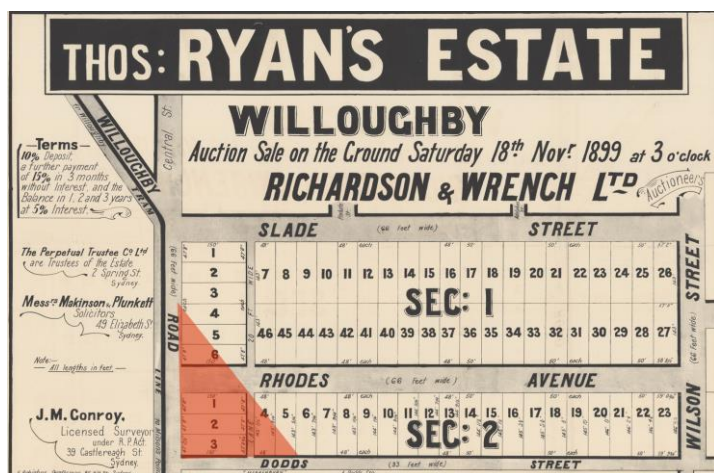 THOS: RYAN'S ESTATE
WILLOUGHBY
Auction Sale on the Ground Saturday 18th Novr 1899 at 3 o'clock
RICHARDSON & WRENCH LTD
Auctioneers
Terms
10% Deposit,
a further payment
of 15% in 3 months
without Interest, and the
Balance in 1, 2 and 3 years
at 5% Interest.
The Perpetual Trustee Co Ltd
are Trustees of the Estate
2 Spring St
Sydney
Messrs Makinson & Plunkett
Solicitors
49 Elizabeth St
Sydney.
Note:
All lengths in feet.
J.M. Conroy.
Licensed Surveyor
under R.P. Act.
39 Castlereagh St.
Sydney.
WILLOUGHBY
TRAM
LINE
Central St.
ROAD
SLADE (66 feet wide) STREET
1
2
3
4
5
6
7 8 9 10 11 12 13 14 15 16 17 18 19 20 21 22 23 24 25 26
SEC: 1
46 45 44 43 42 41 40 39 38 37 36 35 34 33 32 31 30 29 28 27
RHODES (66 feet wide) AVENUE
1
2
3
4 5 6 7 8 9 10 11 12 13 14 15 16 17 18 19 20 21 22 23
SEC: 2
DODDS (33 feet wide) STREET
WILSON (66 feet wide) STREET